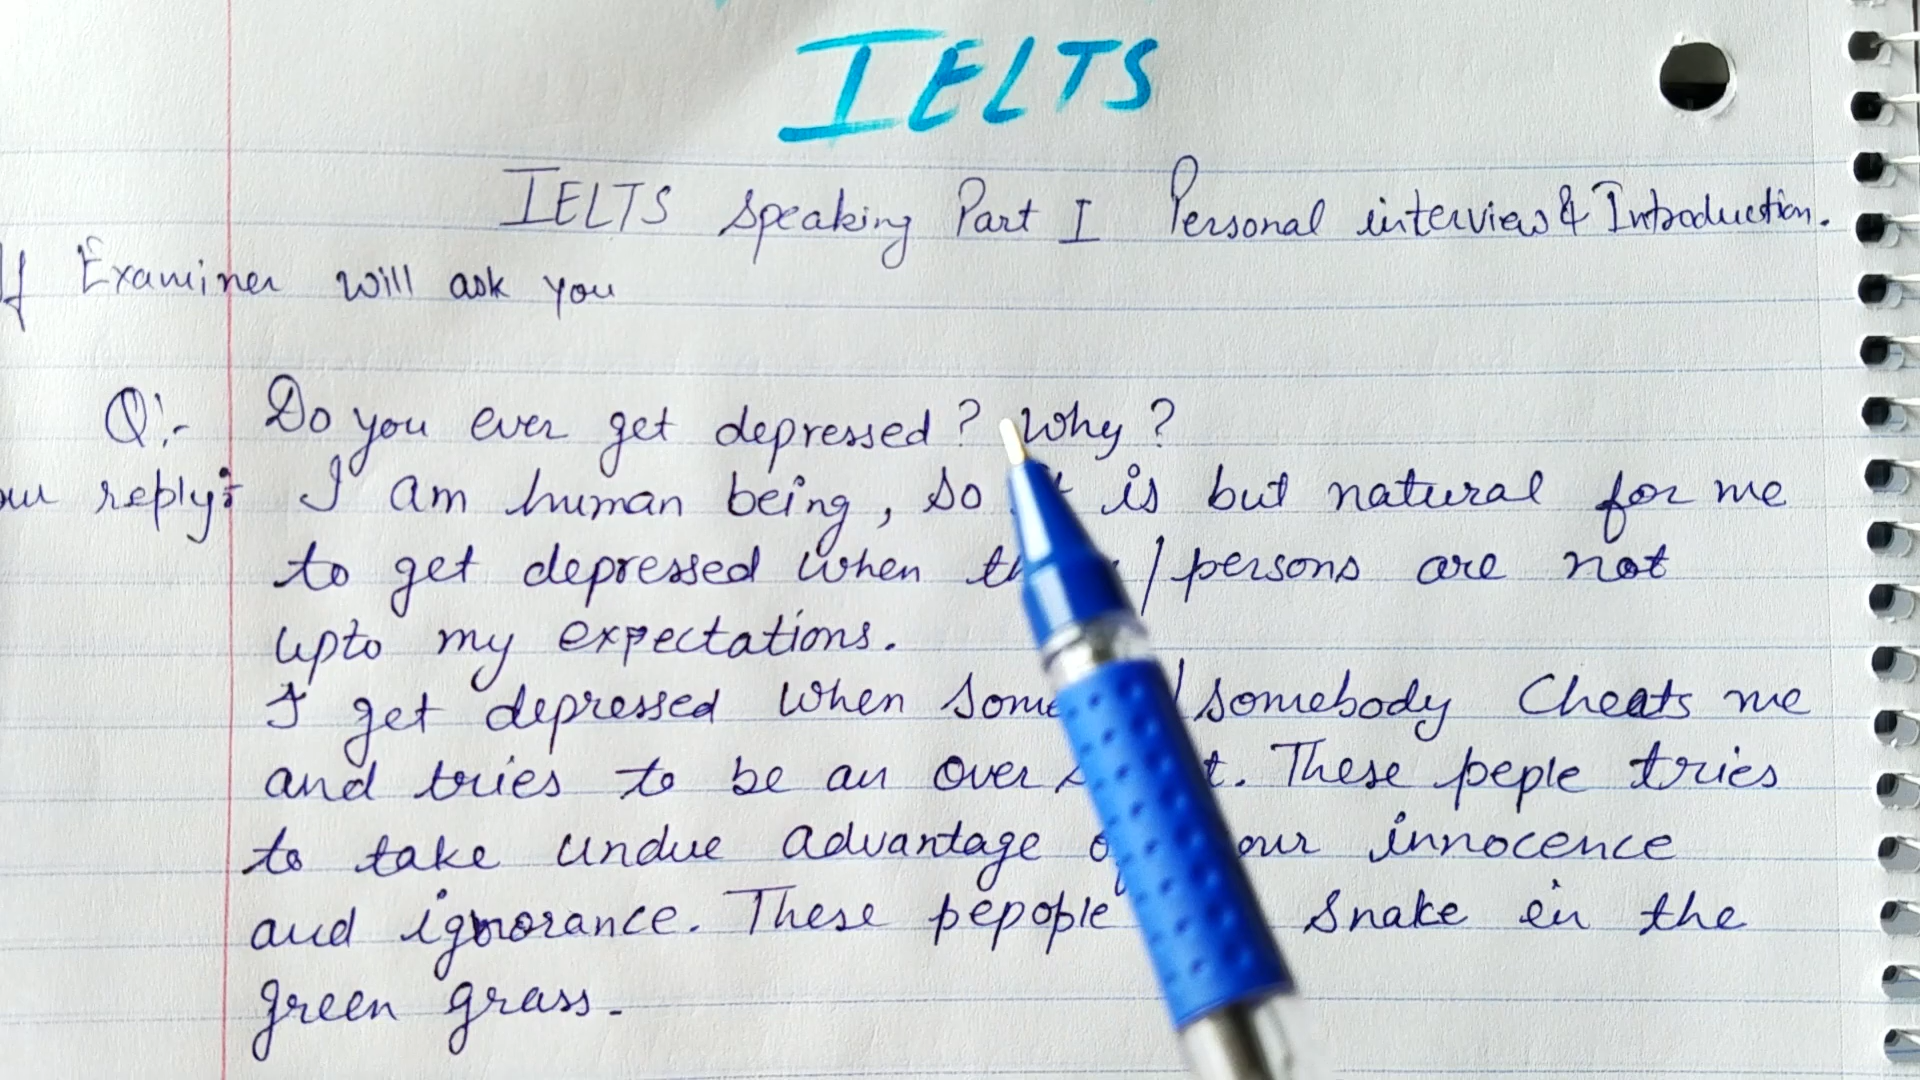 IELTS
IELTS Speaking Part I Personal interview & Introduction.
If Examiner will ask you
Q:- Do you ever get depressed? Why?
reply:- I am human being, so it is but natural for me
to get depressed when / persons are not
upto my expectations.
I get depressed when / somebody Cheats me
and tries to be an over . These peple tries
to take undue advantage of our innocence
and ignorance. These pepople snake in the
green grass.